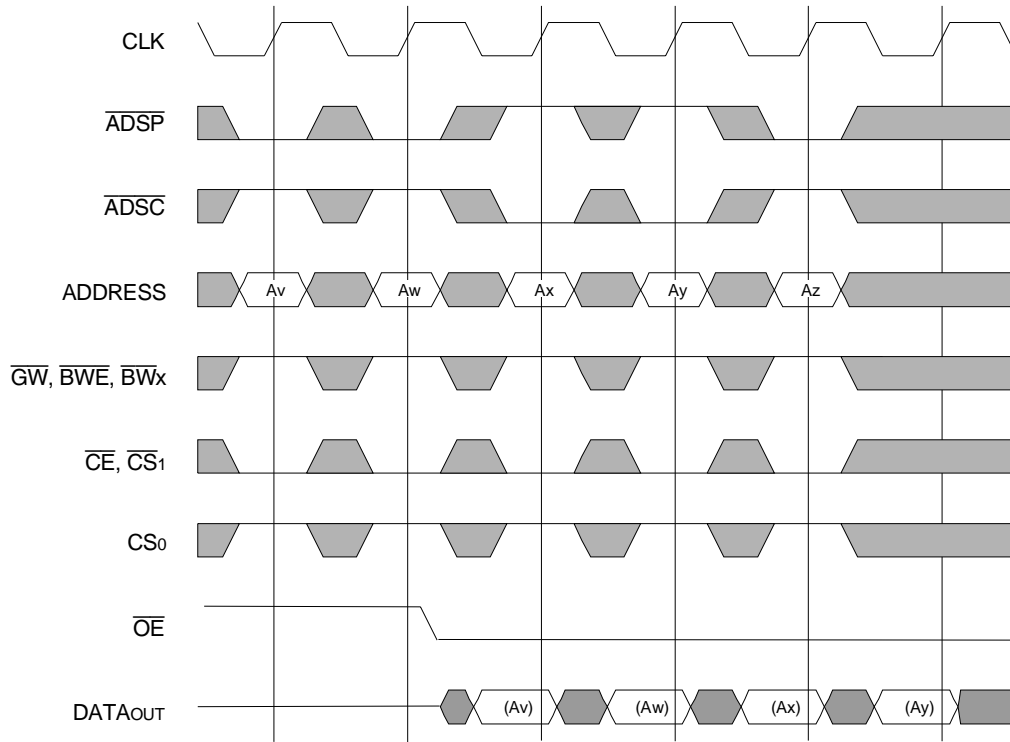 CLK
ADSP
ADSC
ADDRESS Av Aw Ax Ay Az
GW, BWE, BWx
CE, CS1
CS0
OE
DATAOUT (Av) (Aw) (Ax) (Ay)